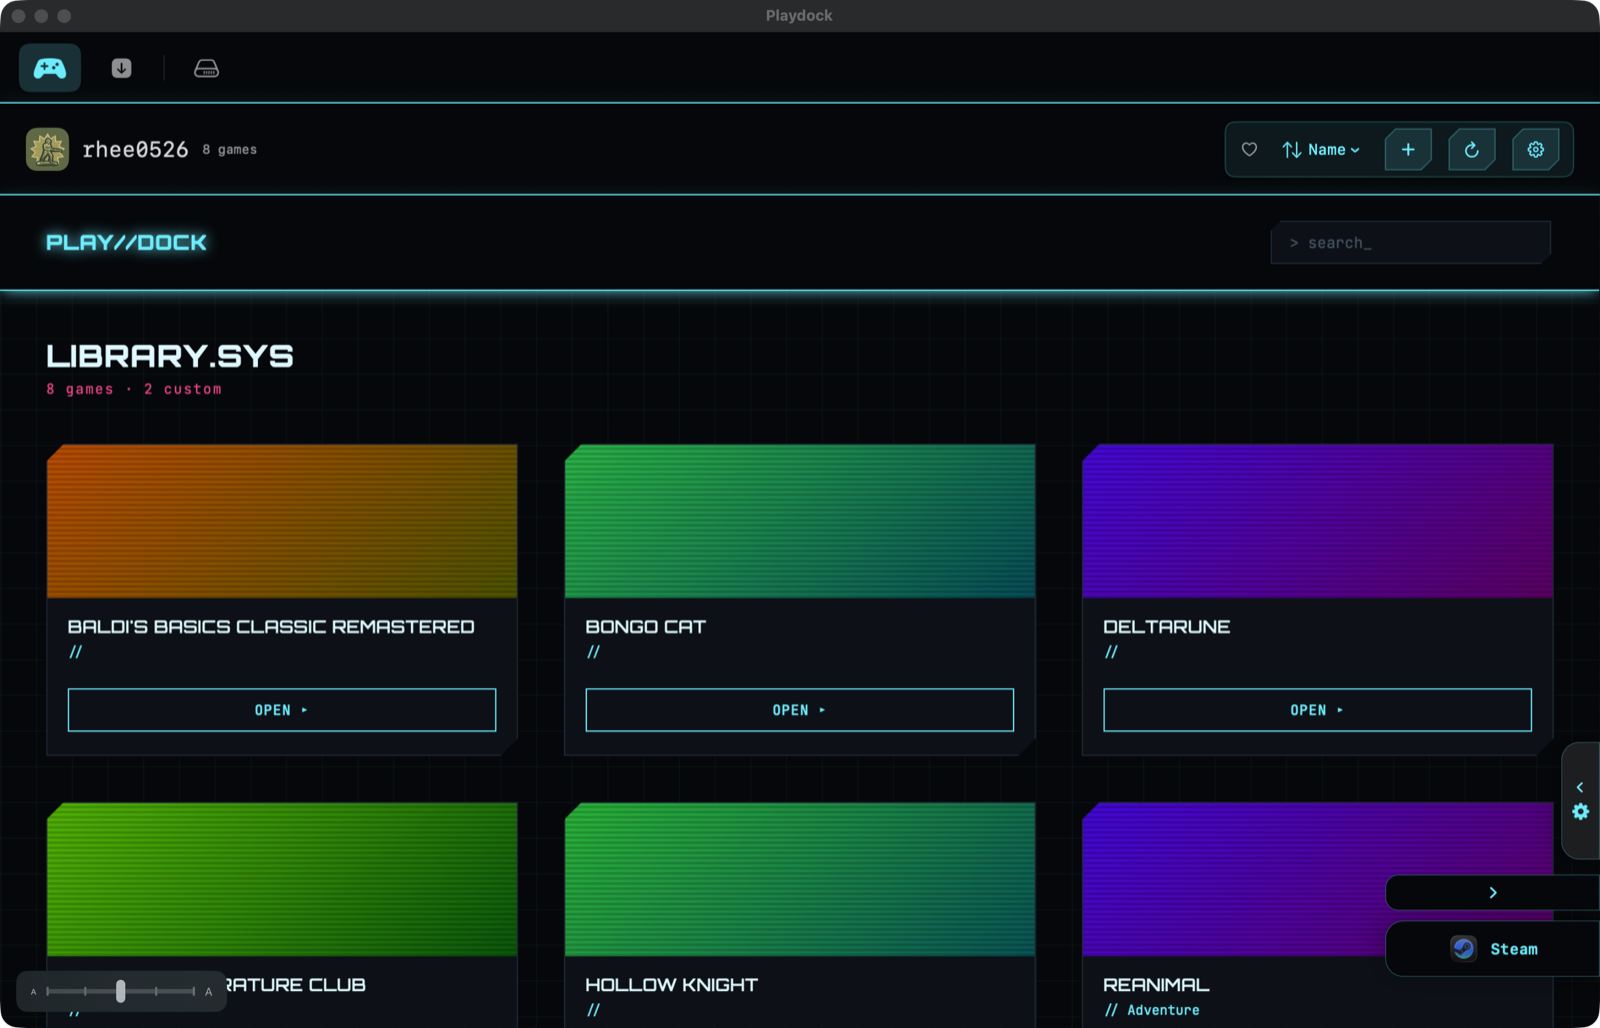 Playdock
rhee0526 8 games
Name
PLAY//DOCK
> search_
LIBRARY.SYS
8 games · 2 custom
BALDI'S BASICS CLASSIC REMASTERED
//
OPEN ▸
BONGO CAT
//
OPEN ▸
DELTARUNE
//
OPEN ▸
RATURE CLUB
//
HOLLOW KNIGHT
//
REANIMAL
// Adventure
Steam
A A